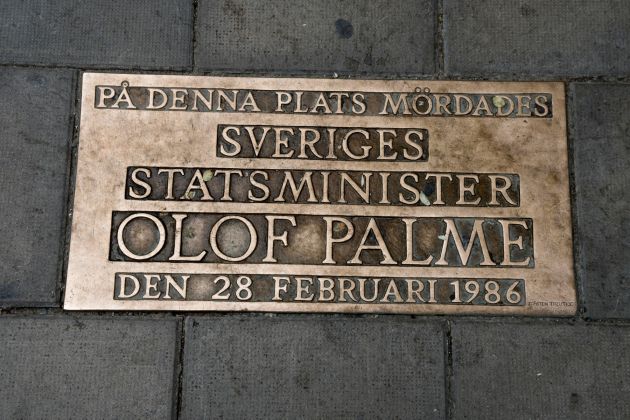 PÅ DENNA PLATS MÖRDADES
SVERIGES
STATSMINISTER
OLOF PALME
DEN 28 FEBRUARI 1986